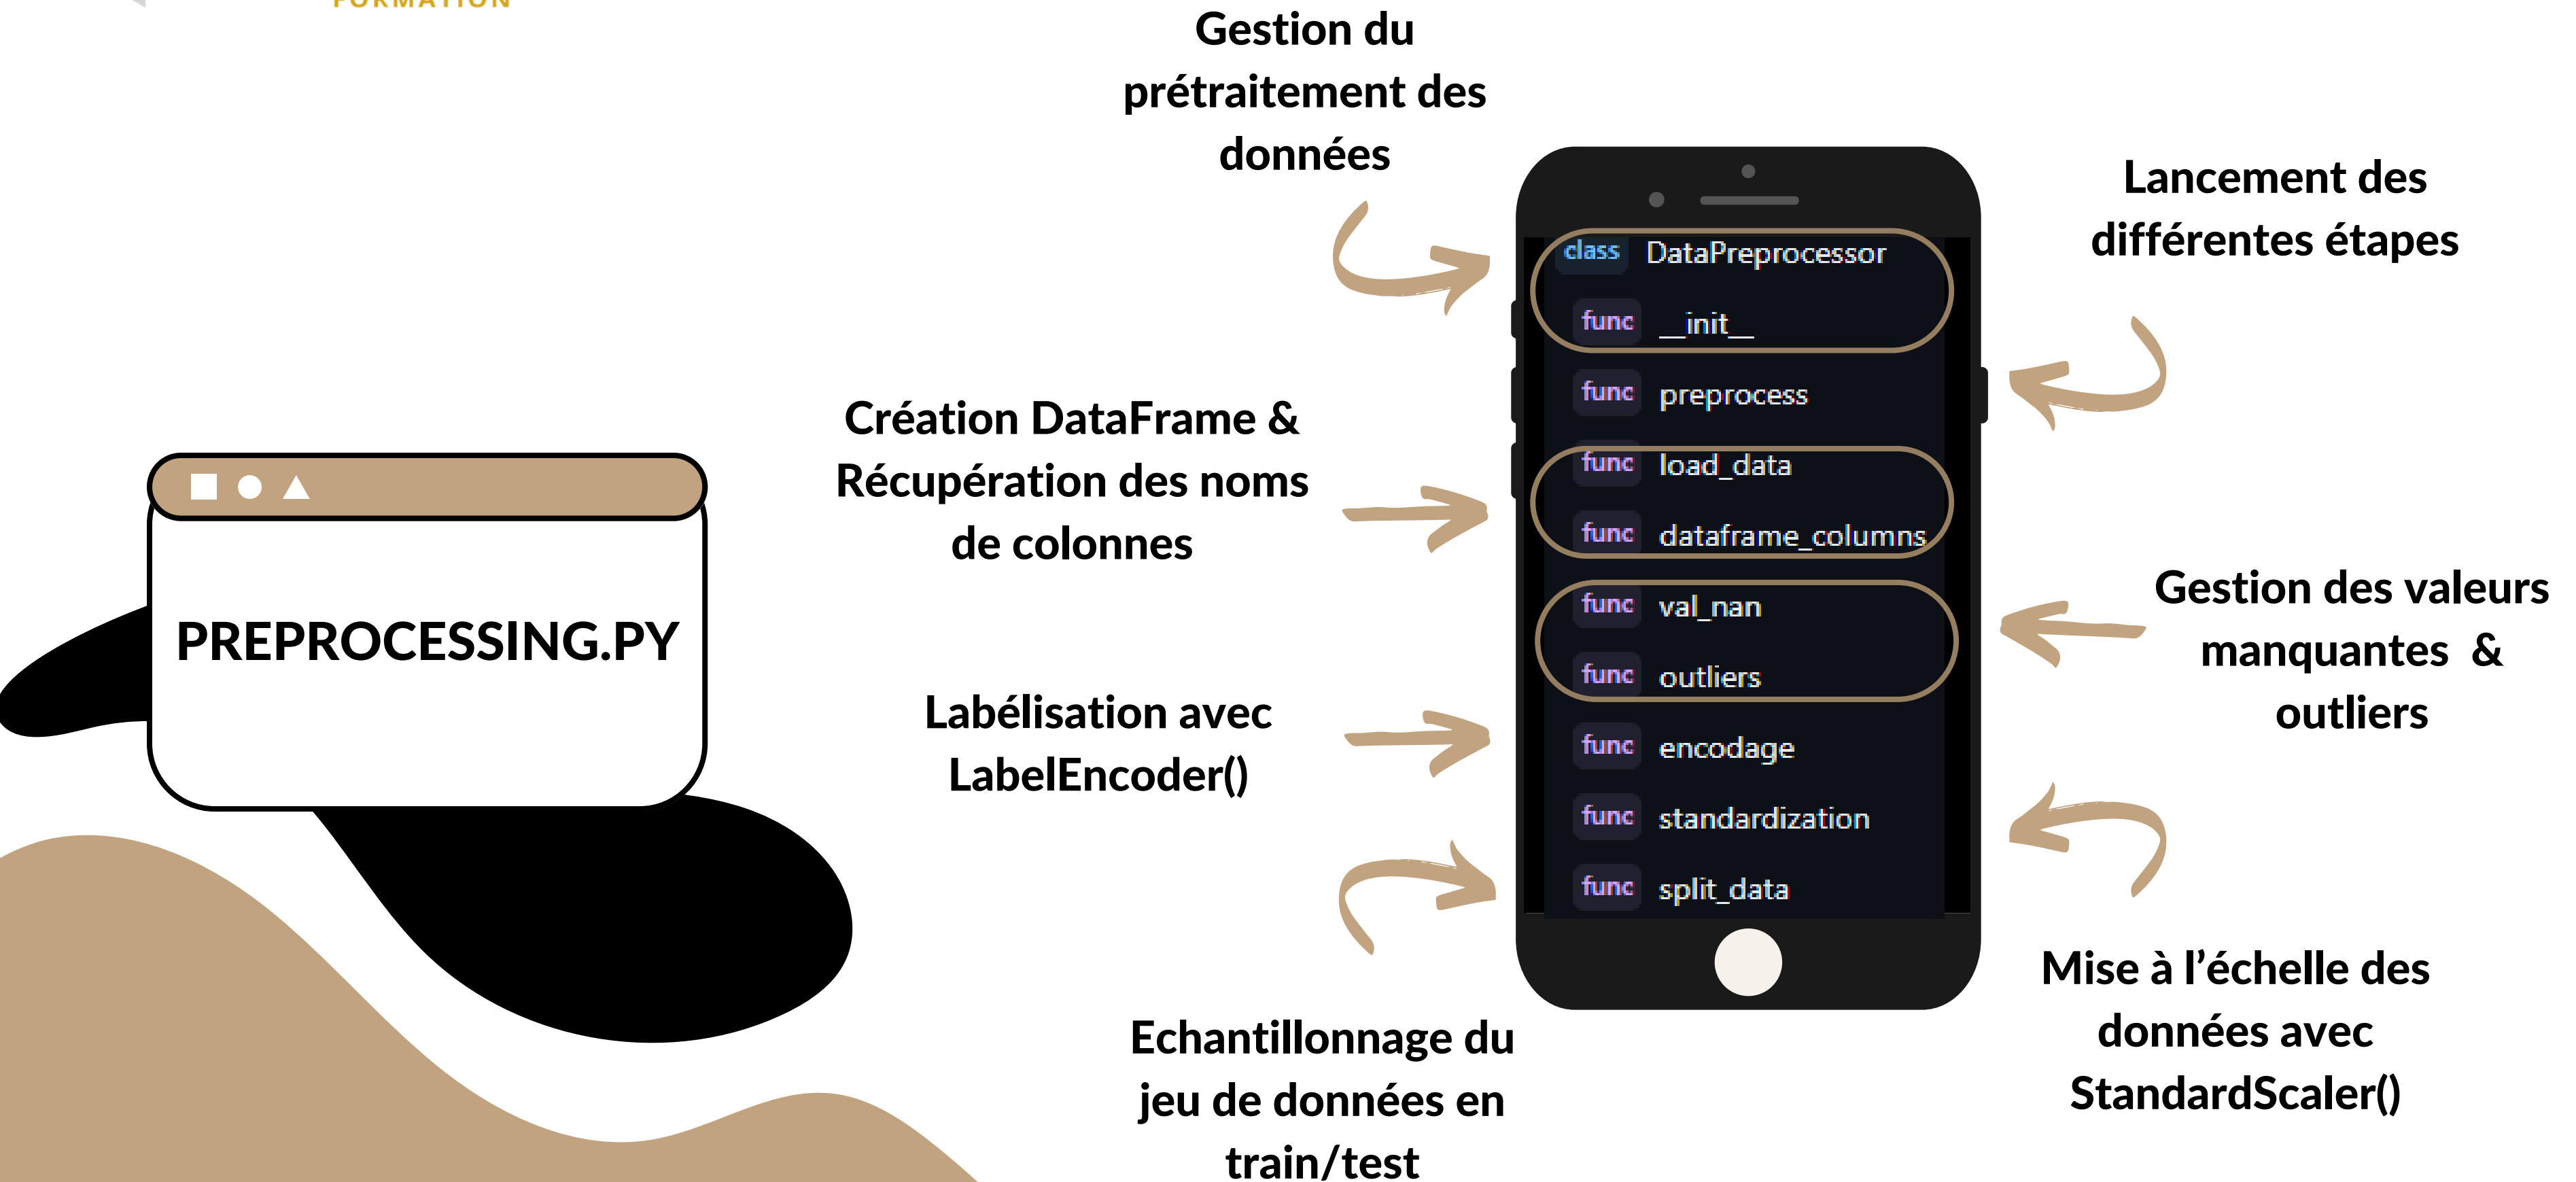 FORMATION
Gestion du
prétraitement des
données
Lancement des
différentes étapes
class DataPreprocessor
func __init__
func preprocess
func load_data
func dataframe_columns
func val_nan
func outliers
func encodage
func standardization
func split_data
Création DataFrame &
Récupération des noms
de colonnes
PREPROCESSING.PY
Gestion des valeurs
manquantes &
outliers
Labélisation avec
LabelEncoder()
Mise à l’échelle des
données avec
StandardScaler()
Echantillonnage du
jeu de données en
train/test